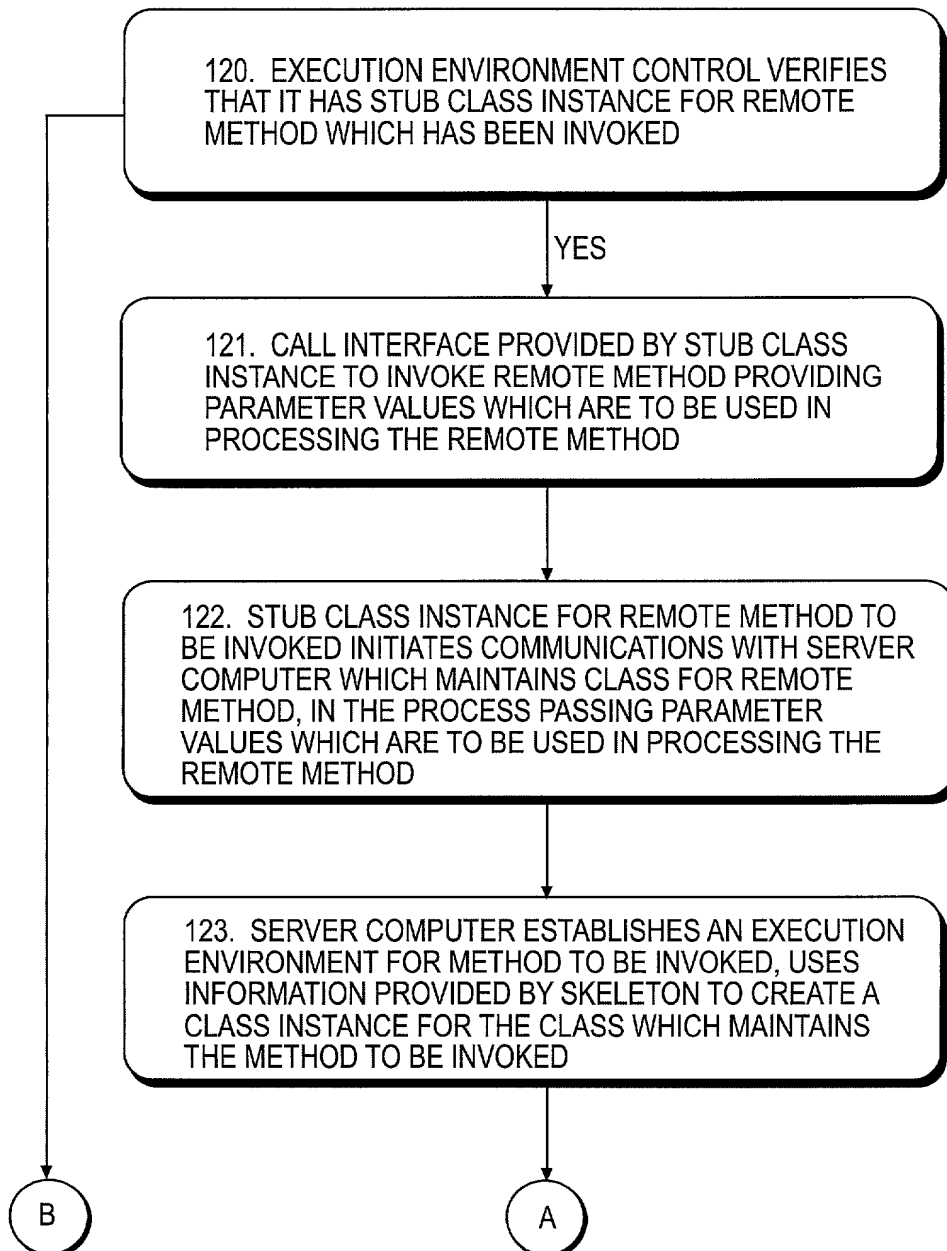 120. EXECUTION ENVIRONMENT CONTROL VERIFIES
THAT IT HAS STUB CLASS INSTANCE FOR REMOTE
METHOD WHICH HAS BEEN INVOKED
YES
121. CALL INTERFACE PROVIDED BY STUB CLASS
INSTANCE TO INVOKE REMOTE METHOD PROVIDING
PARAMETER VALUES WHICH ARE TO BE USED IN
PROCESSING THE REMOTE METHOD
122. STUB CLASS INSTANCE FOR REMOTE METHOD TO
BE INVOKED INITIATES COMMUNICATIONS WITH SERVER
COMPUTER WHICH MAINTAINS CLASS FOR REMOTE
METHOD, IN THE PROCESS PASSING PARAMETER
VALUES WHICH ARE TO BE USED IN PROCESSING THE
REMOTE METHOD
123. SERVER COMPUTER ESTABLISHES AN EXECUTION
ENVIRONMENT FOR METHOD TO BE INVOKED, USES
INFORMATION PROVIDED BY SKELETON TO CREATE A
CLASS INSTANCE FOR THE CLASS WHICH MAINTAINS
THE METHOD TO BE INVOKED
B
A